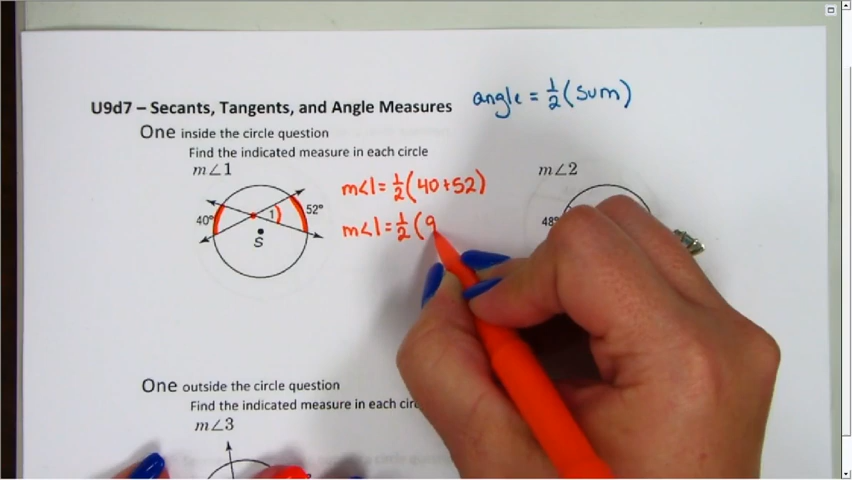 U9d7 – Secants, Tangents, and Angle Measures
angle = 1/2 (sum)
One inside the circle question
Find the indicated measure in each circle
m∠1
m<1 = 1/2 (40+52)
m∠2
40°
1
52°
S
m<1 = 1/2 (9
48°
One outside the circle question
Find the indicated measure in each
m∠3